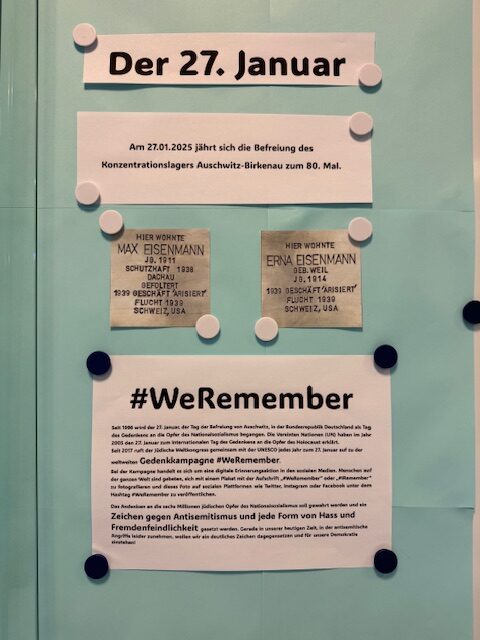 Der 27. Januar
Am 27.01.2025 jährt sich die Befreiung des
Konzentrationslagers Auschwitz-Birkenau zum 80. Mal.
HIER WOHNTE
MAX EISENMANN
JG. 1911
SCHUTZHAFT 1938
DACHAU
GEFOLTERT
1939 GESCHÄFT 'ARISIERT'
FLUCHT 1939
SCHWEIZ, USA
HIER WOHNTE
ERNA EISENMANN
GEB. WEIL
JG. 1914
1939 GESCHÄFT 'ARISIERT'
FLUCHT 1939
SCHWEIZ, USA
#WeRemember
Seit 1996 wird der 27. Januar, der Tag der Befreiung von Auschwitz, in der Bundesrepublik Deutschland als Tag
des Gedenkens an die Opfer des Nationalsozialismus begangen. Die Vereinten Nationen (UN) haben im Jahr
2005 den 27. Januar zum Internationalen Tag des Gedenkens an die Opfer des Holocaust erklärt.
Seit 2017 ruft der Jüdische Weltkongress gemeinsam mit der UNESCO jedes Jahr zum 27. Januar auf zu der
weltweiten Gedenkkampagne #WeRemember.
Bei der Kampagne handelt es sich um eine digitale Erinnerungsaktion in den sozialen Medien. Menschen auf
der ganzen Welt sind gebeten, sich mit einem Plakat mit der Aufschrift „#WeRemember" oder „#IRemember"
zu fotografieren und dieses Foto auf sozialen Plattformen wie Twitter, Instagram oder Facebook unter dem
Hashtag #WeRemember zu veröffentlichen.
Das Andenken an die sechs Millionen jüdischen Opfer des Nationalsozialismus soll gewahrt werden und ein
Zeichen gegen Antisemitismus und jede Form von Hass und
Fremdenfeindlichkeit gesetzt werden. Gerade in unserer heutigen Zeit, in der antisemitische
Angriffe leider zunehmen, wollen wir ein deutliches Zeichen dagegensetzen und für unsere Demokratie
einstehen!